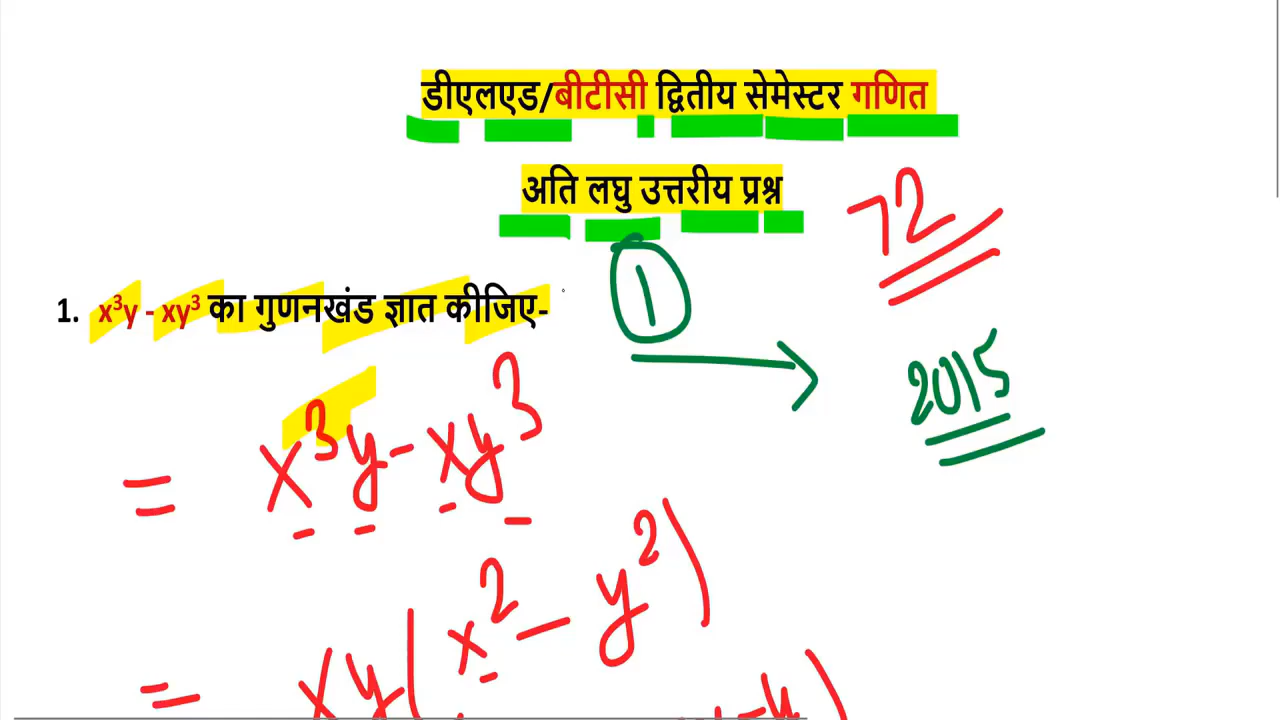 डीएलएड/बीटीसी द्वितीय सेमेस्टर गणित
अति लघु उत्तरीय प्रश्न
72
1. x³y - xy³ का गुणनखंड ज्ञात कीजिए-
1
2015
= x³y - xy³
= xy(x² - y²)